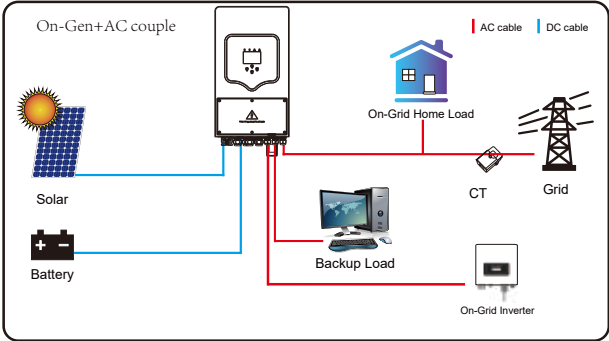 On-Gen+AC couple
AC cable
DC cable
On-Grid Home Load
Solar
CT
Grid
Battery
Backup Load
On-Grid Inverter